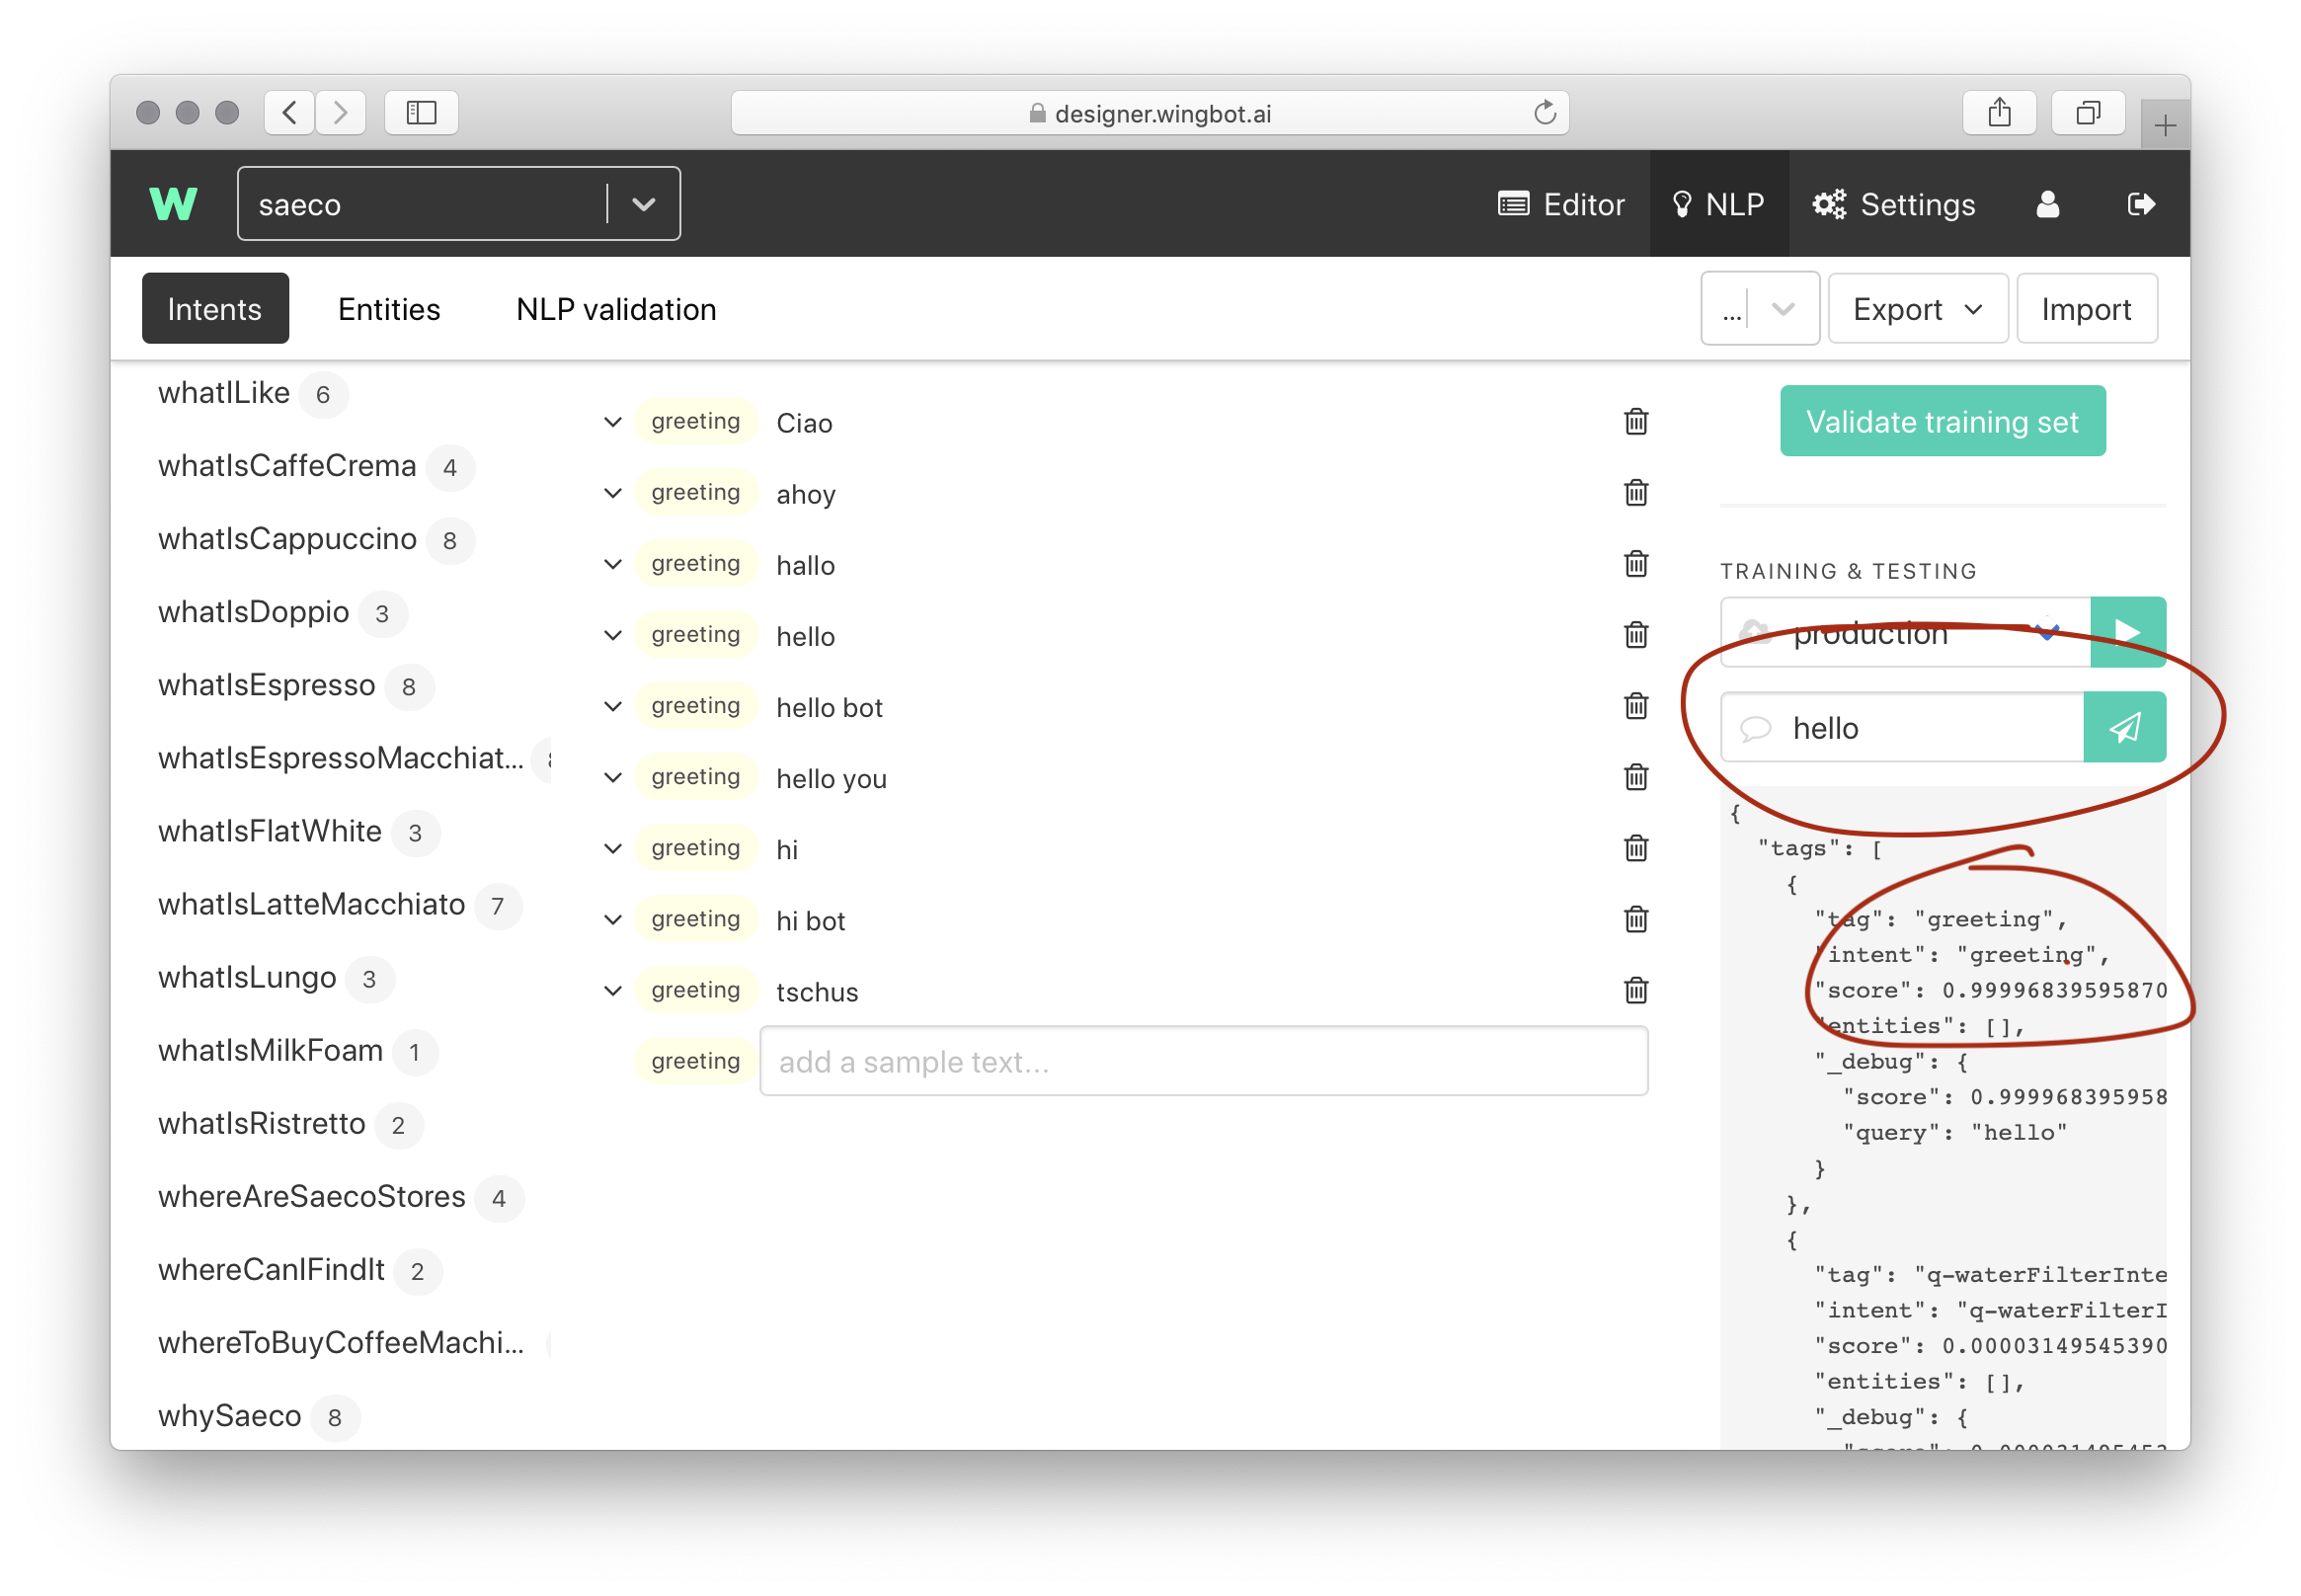 designer.wingbot.ai
W
saeco
Editor
NLP
Settings
Intents
Entities
NLP validation
...
Export
Import
whatILike 6
whatIsCaffeCrema 4
whatIsCappuccino 8
whatIsDoppio 3
whatIsEspresso 8
whatIsEspressoMacchiat...
whatIsFlatWhite 3
whatIsLatteMacchiato 7
whatIsLungo 3
whatIsMilkFoam 1
whatIsRistretto 2
whereAreSaecoStores 4
whereCanIFindIt 2
whereToBuyCoffeeMachi...
whySaeco 8
greeting Ciao
greeting ahoy
greeting hallo
greeting hello
greeting hello bot
greeting hello you
greeting hi
greeting hi bot
greeting tschus
greeting add a sample text...
Validate training set
TRAINING & TESTING
production
hello
{
"tags": [
{
"tag": "greeting",
"intent": "greeting",
"score": 0.99996839595870
"entities": [],
"_debug": {
"score": 0.999968395958
"query": "hello"
}
},
{
"tag": "q-waterFilterInte
"intent": "q-waterFilterI
"score": 0.00003149545390
"entities": [],
"_debug": {